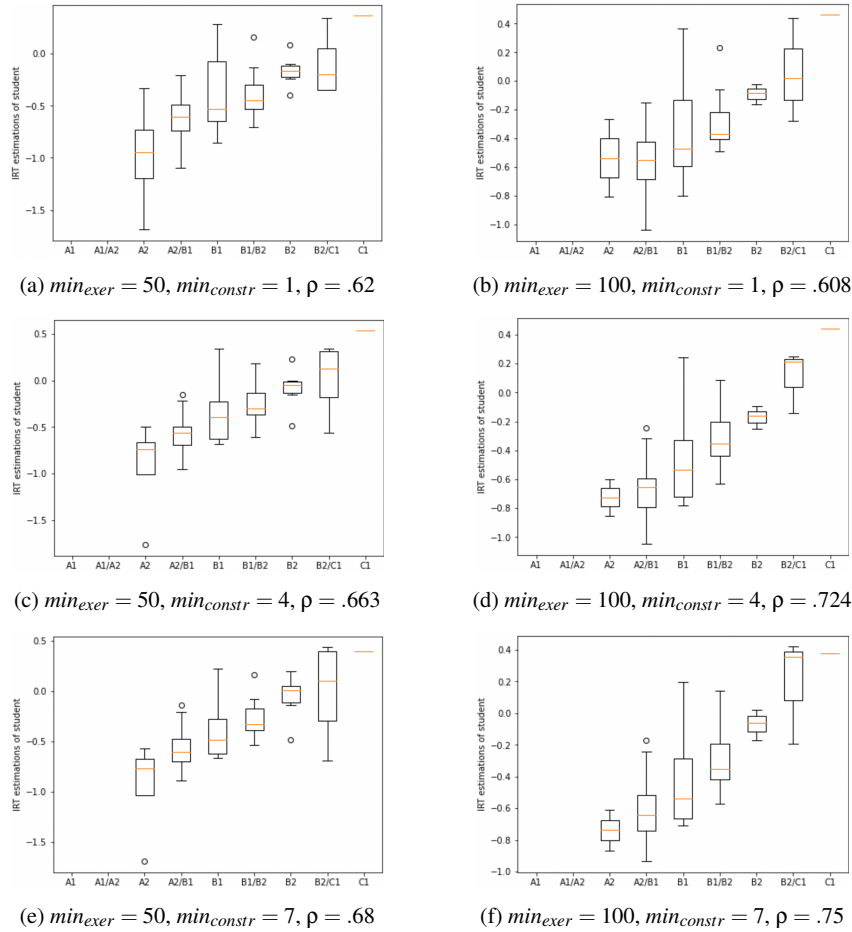 0.0
−0.5
−1.0
−1.5
IRT estimations of student
A1 A1/A2 A2 A2/B1 B1 B1/B2 B2 B2/C1 C1
(a) min_exer = 50, min_constr = 1, ρ = .62
0.4
0.2
0.0
−0.2
−0.4
−0.6
−0.8
−1.0
IRT estimations of student
A1 A1/A2 A2 A2/B1 B1 B1/B2 B2 B2/C1 C1
(b) min_exer = 100, min_constr = 1, ρ = .608
0.5
0.0
−0.5
−1.0
−1.5
IRT estimations of student
A1 A1/A2 A2 A2/B1 B1 B1/B2 B2 B2/C1 C1
(c) min_exer = 50, min_constr = 4, ρ = .663
0.4
0.2
0.0
−0.2
−0.4
−0.6
−0.8
−1.0
IRT estimations of student
A1 A1/A2 A2 A2/B1 B1 B1/B2 B2 B2/C1 C1
(d) min_exer = 100, min_constr = 4, ρ = .724
0.5
0.0
−0.5
−1.0
−1.5
IRT estimations of student
A1 A1/A2 A2 A2/B1 B1 B1/B2 B2 B2/C1 C1
(e) min_exer = 50, min_constr = 7, ρ = .68
0.4
0.2
0.0
−0.2
−0.4
−0.6
−0.8
−1.0
IRT estimations of student
A1 A1/A2 A2 A2/B1 B1 B1/B2 B2 B2/C1 C1
(f) min_exer = 100, min_constr = 7, ρ = .75